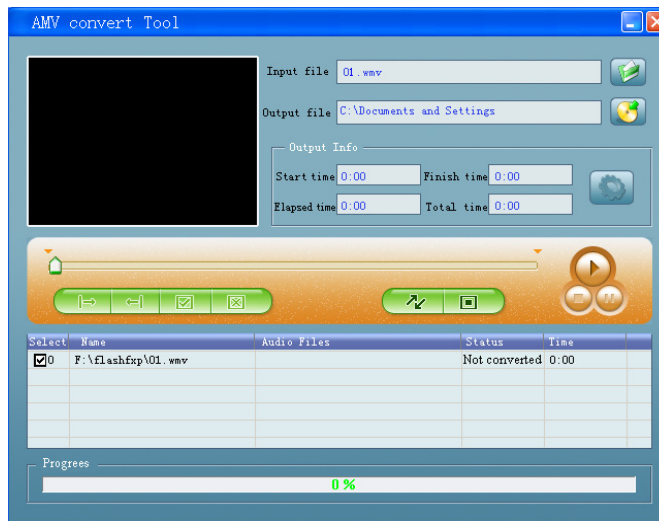 AMV convert Tool
Input file 01.wmv
Output file C:\Documents and Settings
Output Info
Start time 0:00 Finish time 0:00
Elapsed time 0:00 Total time 0:00
Select Name Audio Files Status Time
0 F:\flashfxp\01.wmv Not converted 0:00
Progrees
0 %